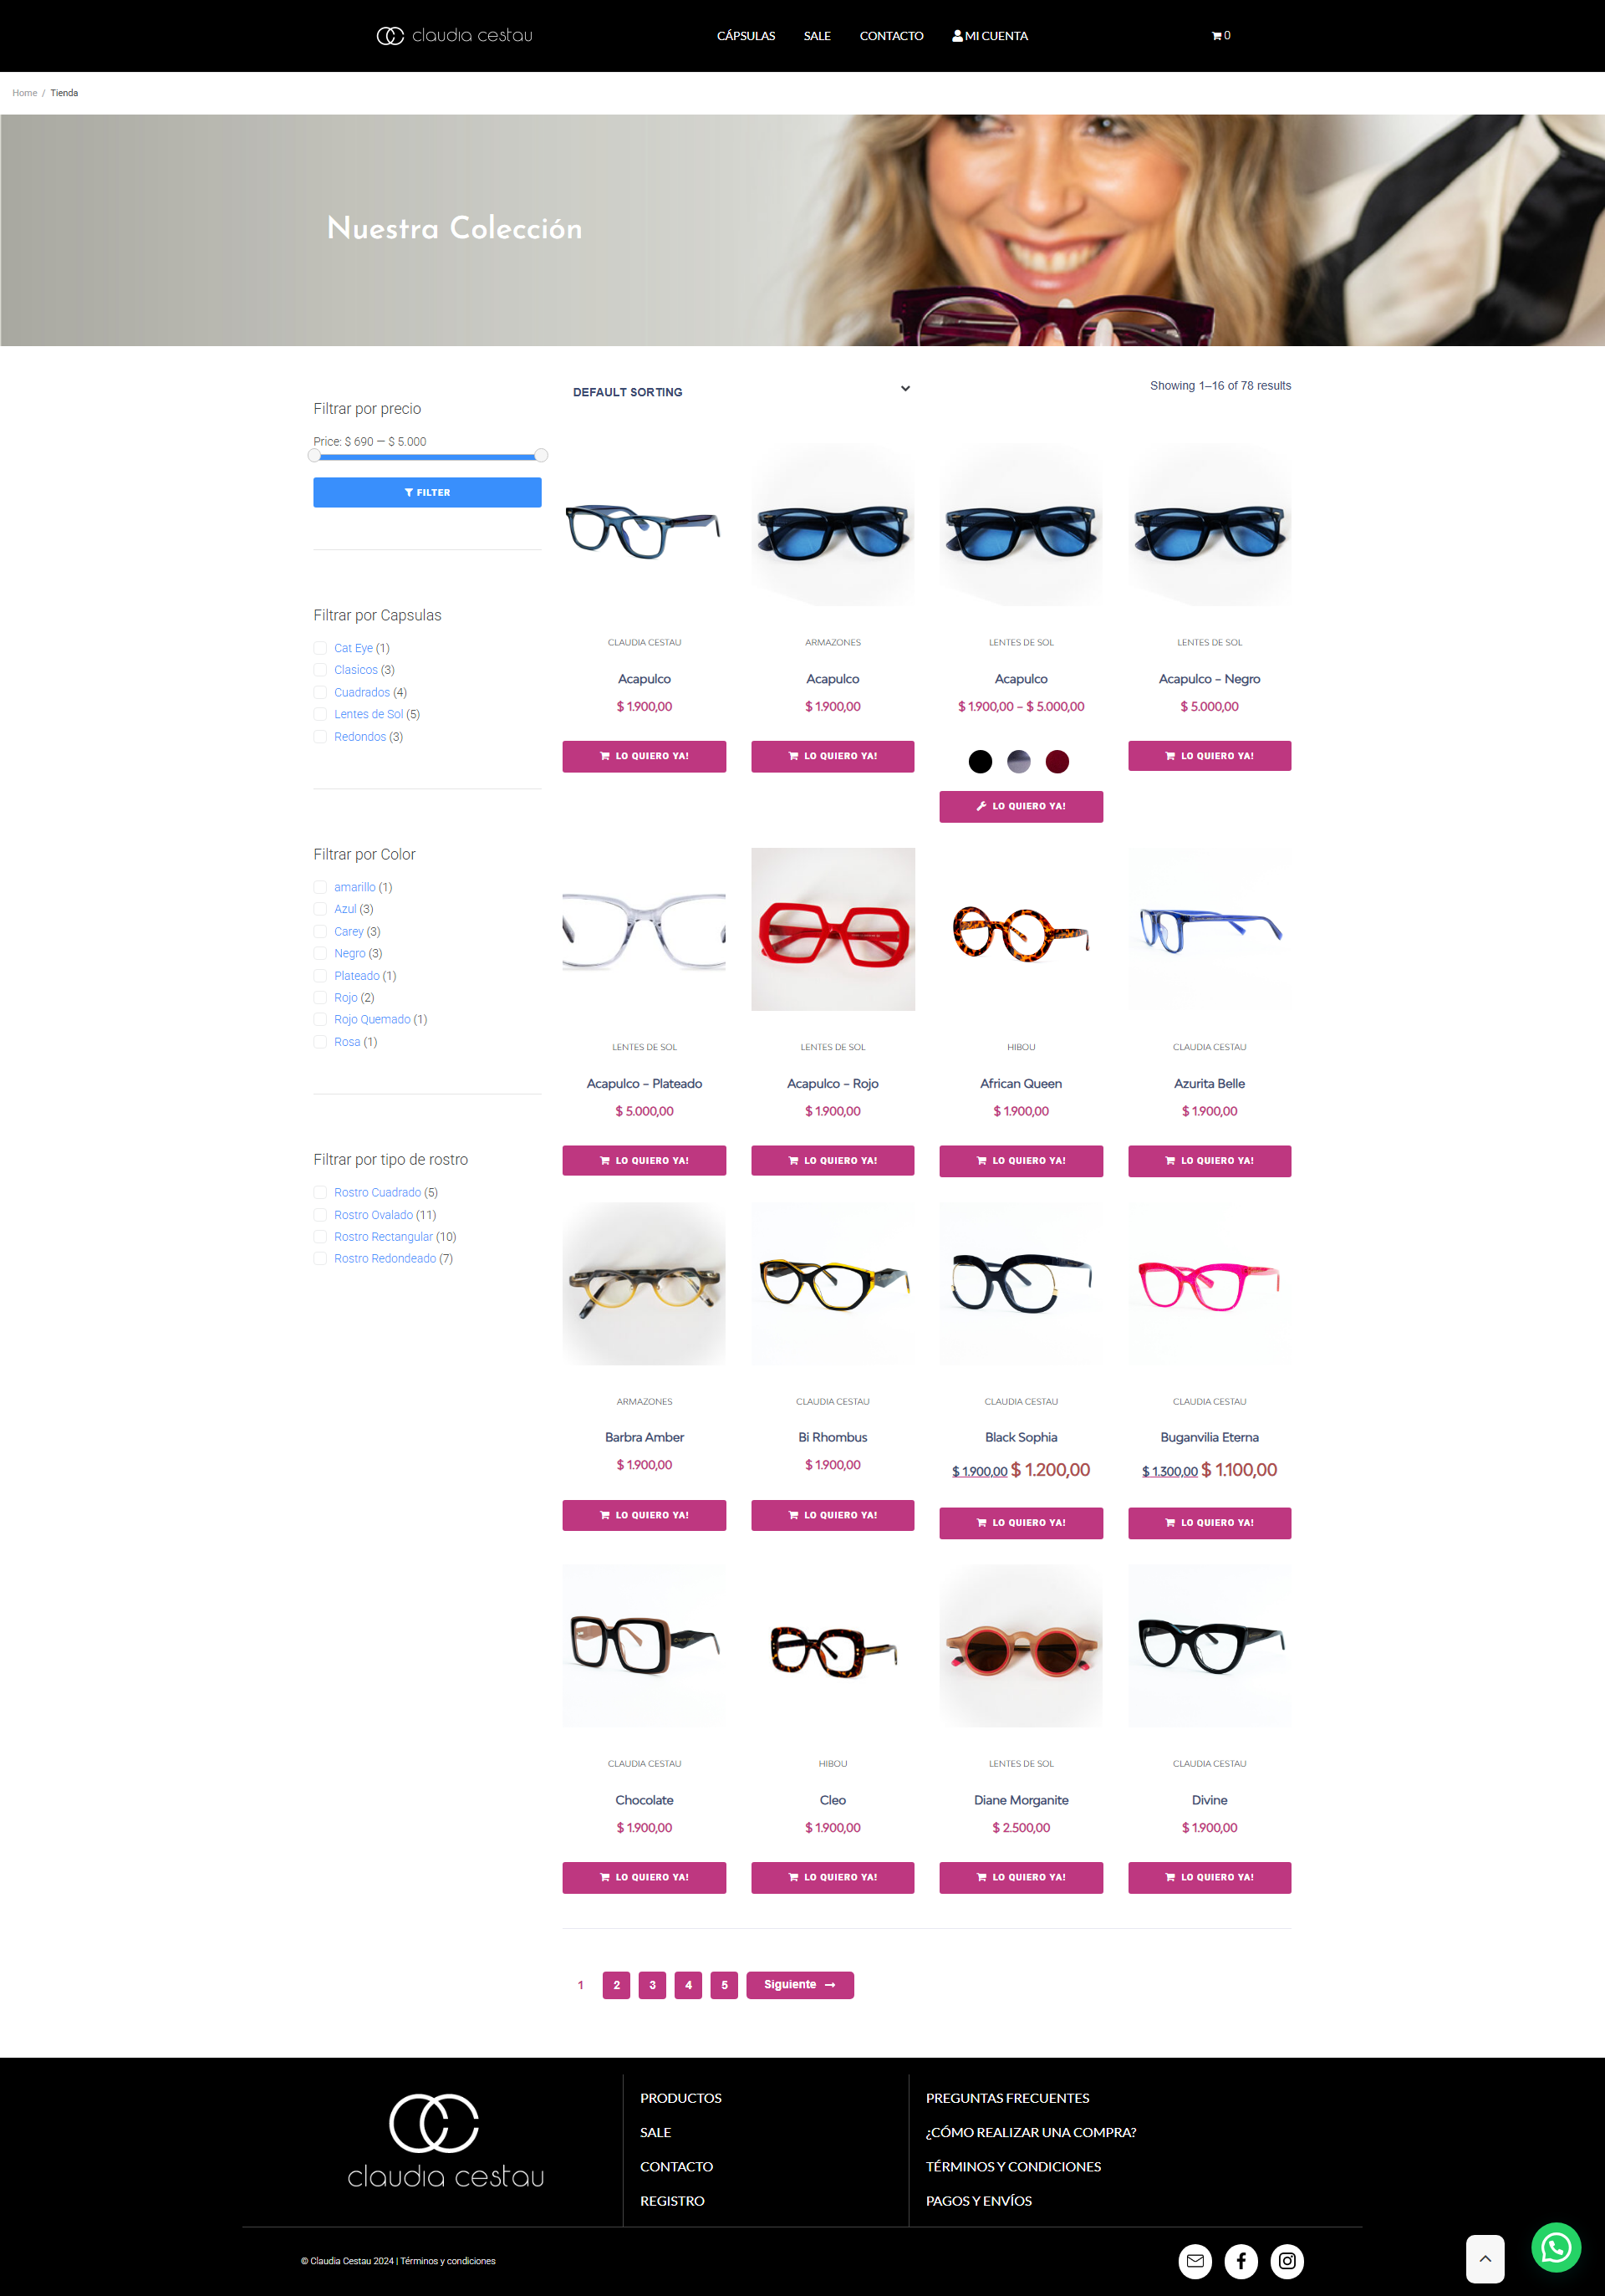 claudia cestau
CÁPSULAS SALE CONTACTO MI CUENTA 0
Home / Tienda
Nuestra Colección
DEFAULT SORTING
Showing 1–16 of 78 results
Filtrar por precio
Price: $ 690 — $ 5.000
FILTER
Filtrar por Capsulas
Cat Eye (1)
Clasicos (3)
Cuadrados (4)
Lentes de Sol (5)
Redondos (3)
Filtrar por Color
amarillo (1)
Azul (3)
Carey (3)
Negro (3)
Plateado (1)
Rojo (2)
Rojo Quemado (1)
Rosa (1)
Filtrar por tipo de rostro
Rostro Cuadrado (5)
Rostro Ovalado (11)
Rostro Rectangular (10)
Rostro Redondeado (7)
CLAUDIA CESTAU
Acapulco
$ 1.900,00
LO QUIERO YA!
ARMAZONES
Acapulco
$ 1.900,00
LO QUIERO YA!
LENTES DE SOL
Acapulco
$ 1.900,00 – $ 5.000,00
LO QUIERO YA!
LENTES DE SOL
Acapulco – Negro
$ 5.000,00
LO QUIERO YA!
LENTES DE SOL
Acapulco – Plateado
$ 5.000,00
LO QUIERO YA!
LENTES DE SOL
Acapulco – Rojo
$ 1.900,00
LO QUIERO YA!
HIBOU
African Queen
$ 1.900,00
LO QUIERO YA!
CLAUDIA CESTAU
Azurita Belle
$ 1.900,00
LO QUIERO YA!
ARMAZONES
Barbra Amber
$ 1.900,00
LO QUIERO YA!
CLAUDIA CESTAU
Bi Rhombus
$ 1.900,00
LO QUIERO YA!
CLAUDIA CESTAU
Black Sophia
$ 1.900,00 $ 1.200,00
LO QUIERO YA!
CLAUDIA CESTAU
Buganvilia Eterna
$ 1.300,00 $ 1.100,00
LO QUIERO YA!
CLAUDIA CESTAU
Chocolate
$ 1.900,00
LO QUIERO YA!
HIBOU
Cleo
$ 1.900,00
LO QUIERO YA!
LENTES DE SOL
Diane Morganite
$ 2.500,00
LO QUIERO YA!
CLAUDIA CESTAU
Divine
$ 1.900,00
LO QUIERO YA!
1 2 3 4 5 Siguiente →
claudia cestau
PRODUCTOS
SALE
CONTACTO
REGISTRO
PREGUNTAS FRECUENTES
¿CÓMO REALIZAR UNA COMPRA?
TÉRMINOS Y CONDICIONES
PAGOS Y ENVÍOS
© Claudia Cestau 2024 | Términos y condiciones